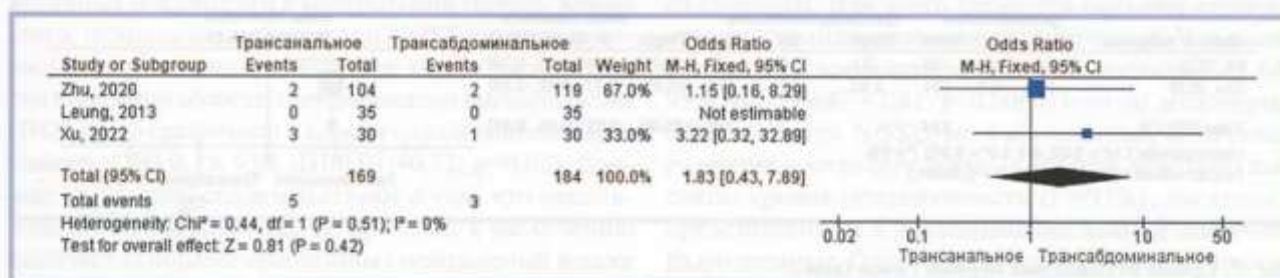 Трансанальное Трансабдоминальное Odds Ratio Odds Ratio
Study or Subgroup Events Total Events Total Weight M-H, Fixed, 95% CI M-H, Fixed, 95% CI
Zhu, 2020 2 104 2 119 67.0% 1.15 [0.16, 8.29]
Leung, 2013 0 35 0 35 Not estimable
Xu, 2022 3 30 1 30 33.0% 3.22 [0.32, 32.89]
Total (95% CI) 169 184 100.0% 1.83 [0.43, 7.89]
Total events 5 3
Heterogeneity: Chi² = 0.44, df = 1 (P = 0.51); I² = 0%
Test for overall effect: Z = 0.81 (P = 0.42)
0.02 0.1 1 10 50
Трансанальное Трансабдоминальное